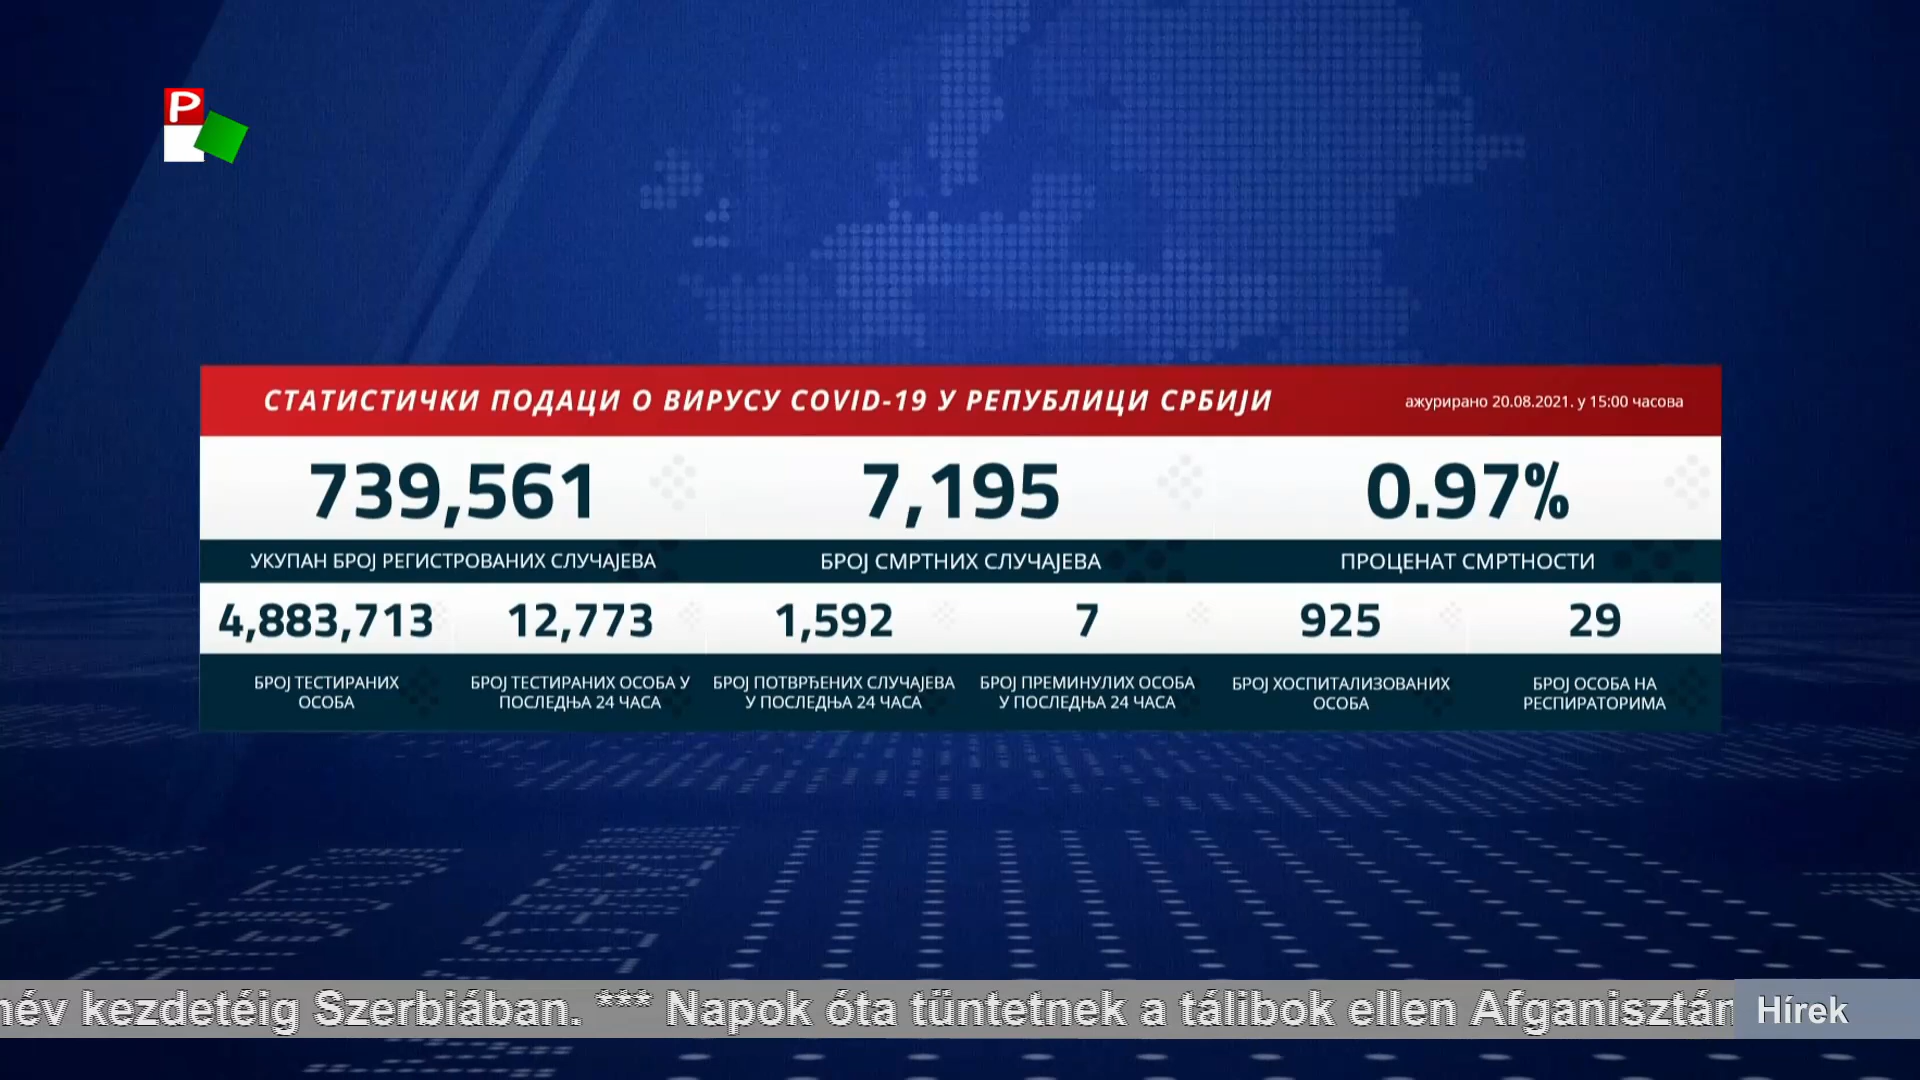 P
СТАТИСТИЧКИ ПОДАЦИ О ВИРУСУ COVID-19 У РЕПУБЛИЦИ СРБИЈИ
ажурирано 20.08.2021. у 15:00 часова
739,561 7,195 0.97%
УКУПАН БРОЈ РЕГИСТРОВАНИХ СЛУЧАЈЕВА БРОЈ СМРТНИХ СЛУЧАЈЕВА ПРОЦЕНАТ СМРТНОСТИ
4,883,713 12,773 1,592 7 925 29
БРОЈ ТЕСТИРАНИХ
ОСОБА
БРОЈ ТЕСТИРАНИХ ОСОБА У
ПОСЛЕДЊА 24 ЧАСА
БРОЈ ПОТВРЂЕНИХ СЛУЧАЈЕВА
У ПОСЛЕДЊА 24 ЧАСА
БРОЈ ПРЕМИНУЛИХ ОСОБА
У ПОСЛЕДЊА 24 ЧАСА
БРОЈ ХОСПИТАЛИЗОВАНИХ
ОСОБА
БРОЈ ОСОБА НА
РЕСПИРАТОРИМА
név kezdetéig Szerbiában. *** Napok óta tüntetnek a tálibok ellen Afganisztán
Hírek